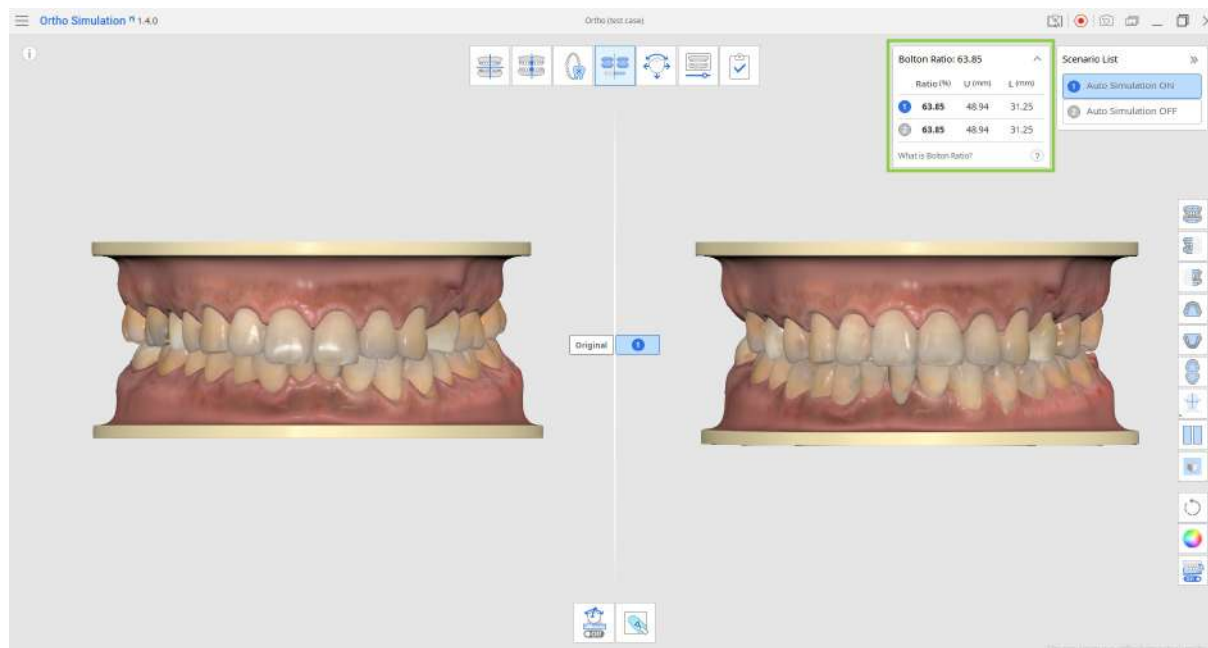 Ortho Simulation 1.4.0
Ortho (test case)
Bolton Ratio: 63.85
Ratio (%) U (mm) L (mm)
1 63.85 48.94 31.25
2 63.85 48.94 31.25
What is Bolton Ratio? ?
Scenario List
1 Auto Simulation ON
2 Auto Simulation OFF
Original 1
OFF